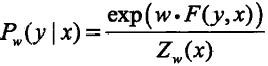 P_w(y | x) = exp(w • F(y, x)) / Z_w(x)